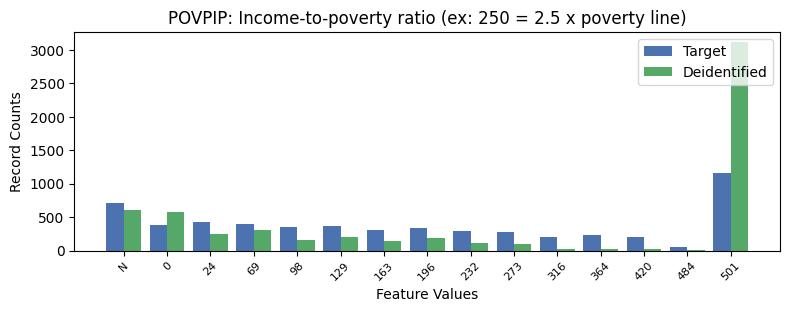 POVPIP: Income-to-poverty ratio (ex: 250 = 2.5 x poverty line)
Target
Deidentified
Record Counts
3000
2500
2000
1500
1000
500
0
N 0 24 69 98 129 163 196 232 273 316 364 420 484 501
Feature Values